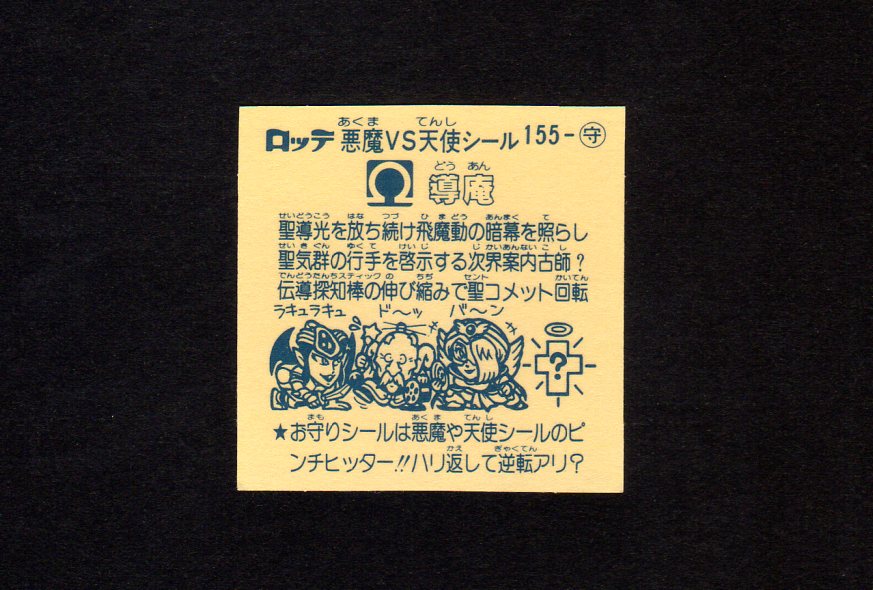 あくま てんし
ロッテ 悪魔VS天使シール 155-守
どう あん
導庵
せいどうこう はな つづ ひまどう あんまく て
聖導光を放ち続け飛魔動の暗幕を照らし
せいきぐん ゆくて けいじ じかいあんないこし
聖気群の行手を啓示する次界案内古師?
でんどうたんちスティック の ちぢ セント かいてん
伝導探知棒の伸び縮みで聖コメット回転
ラキュラキュ ド〜ッ バ〜ン
?
まも あくま てんし
★お守りシールは悪魔や天使シールのピ
かえ ぎゃくてん
ンチヒッター!!ハリ返して逆転アリ?